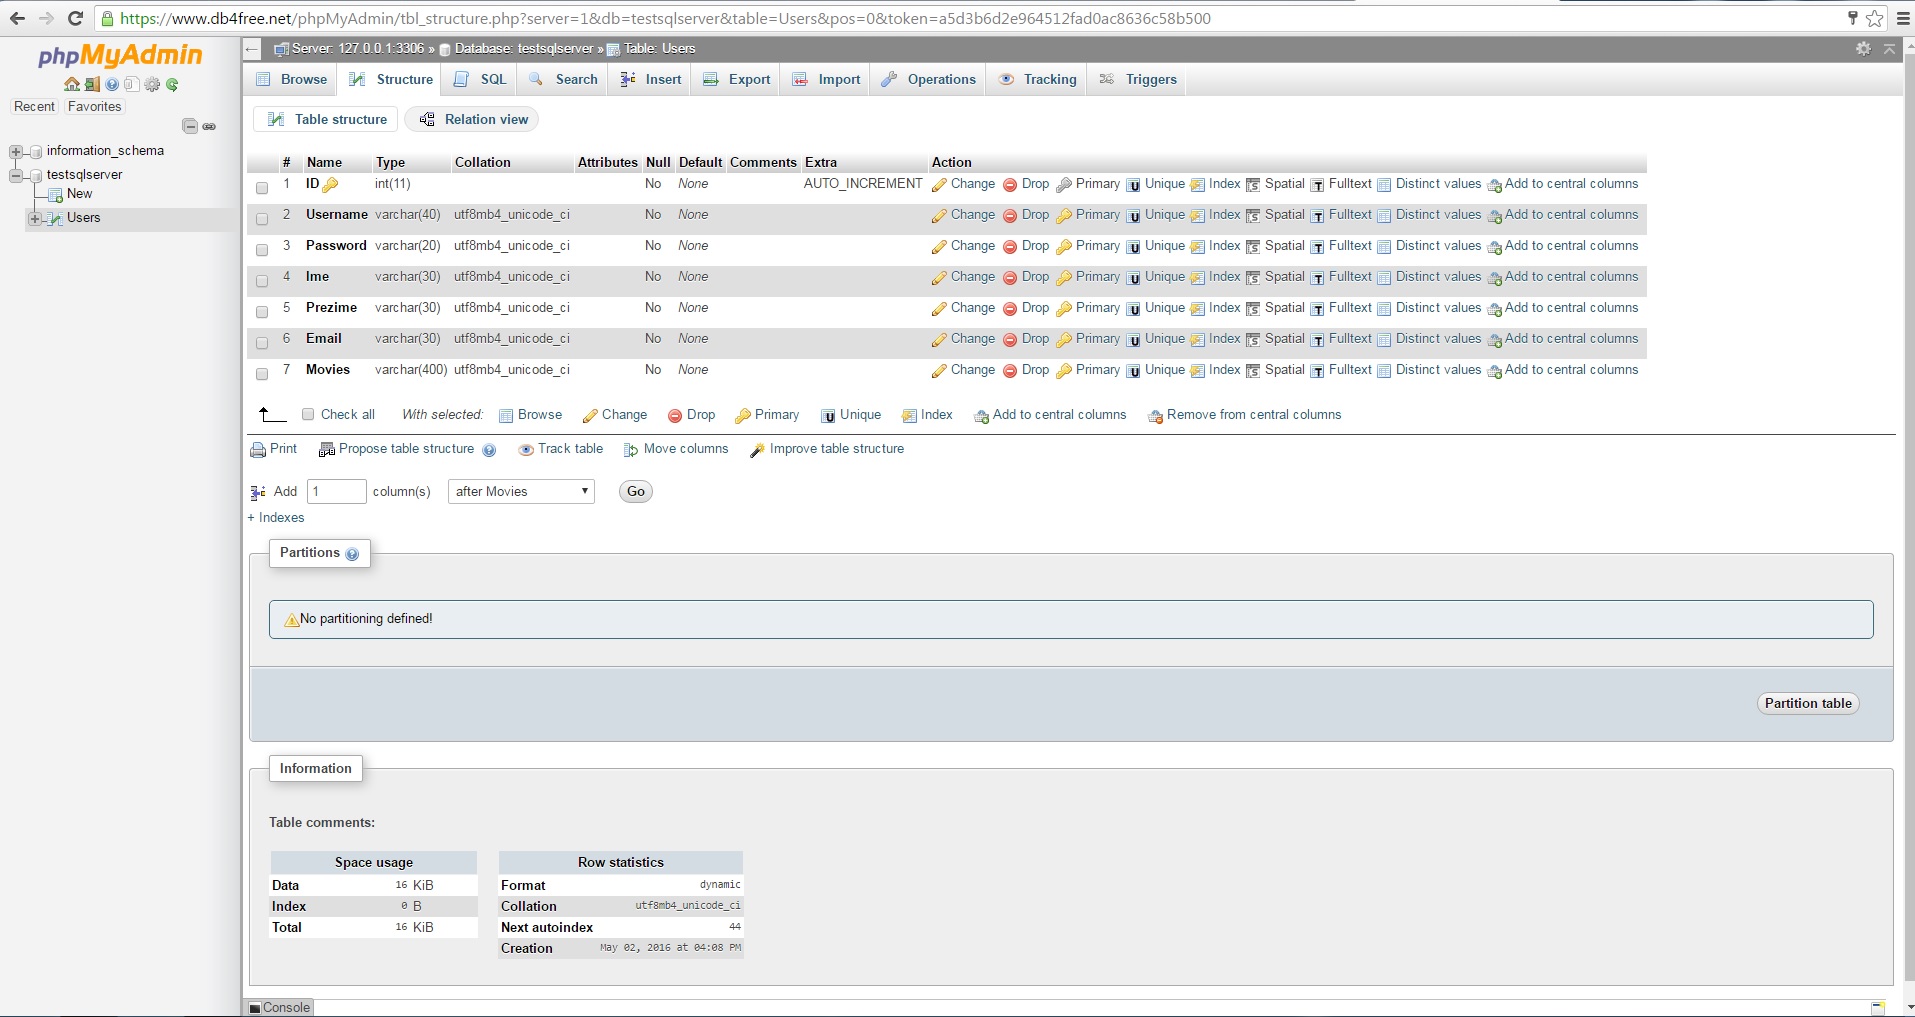 https://www.db4free.net/phpMyAdmin/tbl_structure.php?server=1&db=testsqlserver&table=Users&pos=0&token=a5d3b6d2e964512fad0ac8636c58b500
phpMyAdmin
Recent Favorites
information_schema
testsqlserver
New
Users
Server: 127.0.0.1:3306 » Database: testsqlserver » Table: Users
Browse Structure SQL Search Insert Export Import Operations Tracking Triggers
Table structure Relation view
# Name Type Collation Attributes Null Default Comments Extra Action
1 ID int(11) No None AUTO_INCREMENT Change Drop Primary Unique Index Spatial Fulltext Distinct values Add to central columns
2 Username varchar(40) utf8mb4_unicode_ci No None Change Drop Primary Unique Index Spatial Fulltext Distinct values Add to central columns
3 Password varchar(20) utf8mb4_unicode_ci No None Change Drop Primary Unique Index Spatial Fulltext Distinct values Add to central columns
4 Ime varchar(30) utf8mb4_unicode_ci No None Change Drop Primary Unique Index Spatial Fulltext Distinct values Add to central columns
5 Prezime varchar(30) utf8mb4_unicode_ci No None Change Drop Primary Unique Index Spatial Fulltext Distinct values Add to central columns
6 Email varchar(30) utf8mb4_unicode_ci No None Change Drop Primary Unique Index Spatial Fulltext Distinct values Add to central columns
7 Movies varchar(400) utf8mb4_unicode_ci No None Change Drop Primary Unique Index Spatial Fulltext Distinct values Add to central columns
Check all With selected: Browse Change Drop Primary Unique Index Add to central columns Remove from central columns
Print Propose table structure Track table Move columns Improve table structure
Add 1 column(s) after Movies Go
+ Indexes
Partitions
No partitioning defined!
Partition table
Information
Table comments:
Space usage
Data 16 KiB
Index 0 B
Total 16 KiB
Row statistics
Format dynamic
Collation utf8mb4_unicode_ci
Next autoindex 44
Creation May 02, 2016 at 04:08 PM
Console